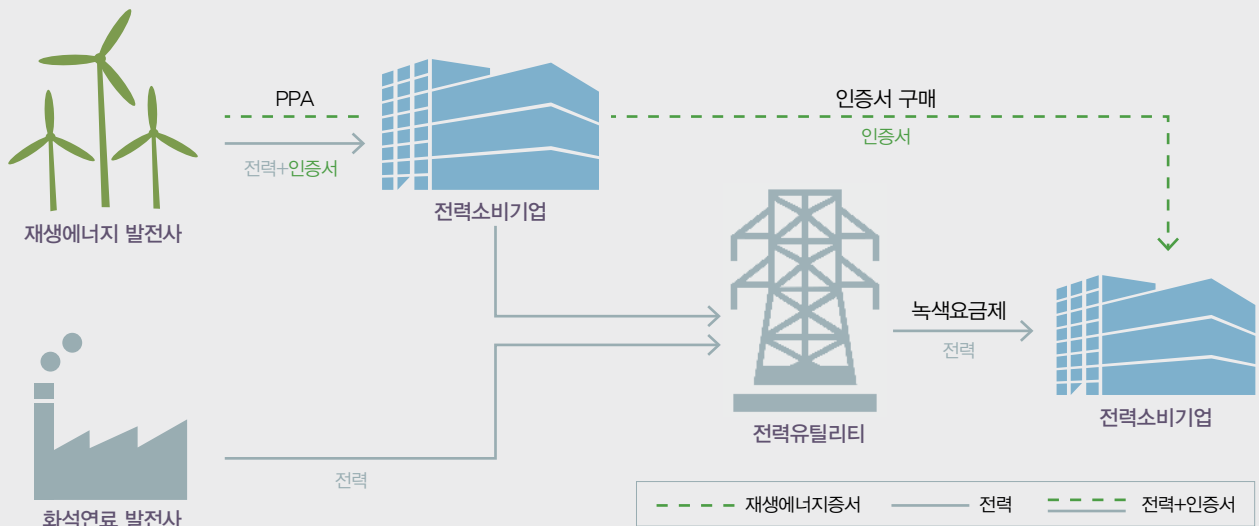 PPA
전력+인증서
재생에너지 발전사
전력소비기업
인증서 구매
인증서
녹색요금제
전력
전력유틸리티
전력소비기업
전력
화석연료 발전사
재생에너지증서
전력
전력+인증서